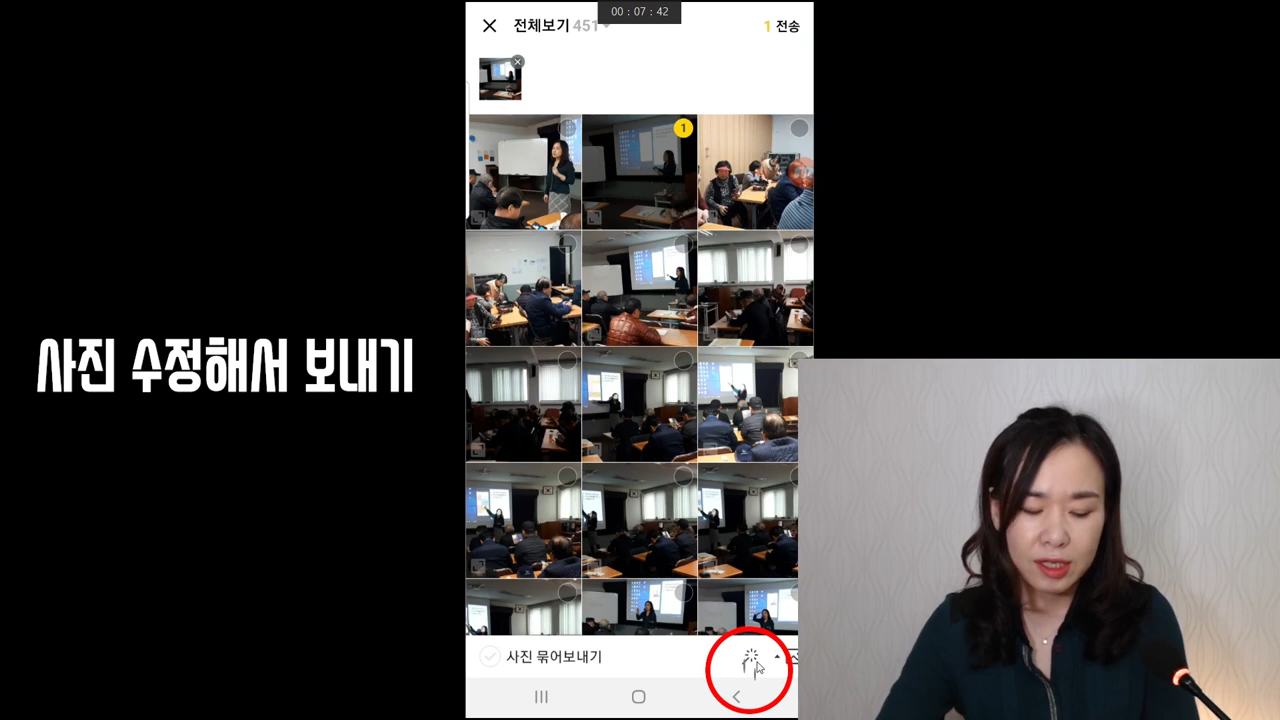 00 : 07 : 42
전체보기 451
1 전송
1
사진 수정해서 보내기
사진 묶어보내기